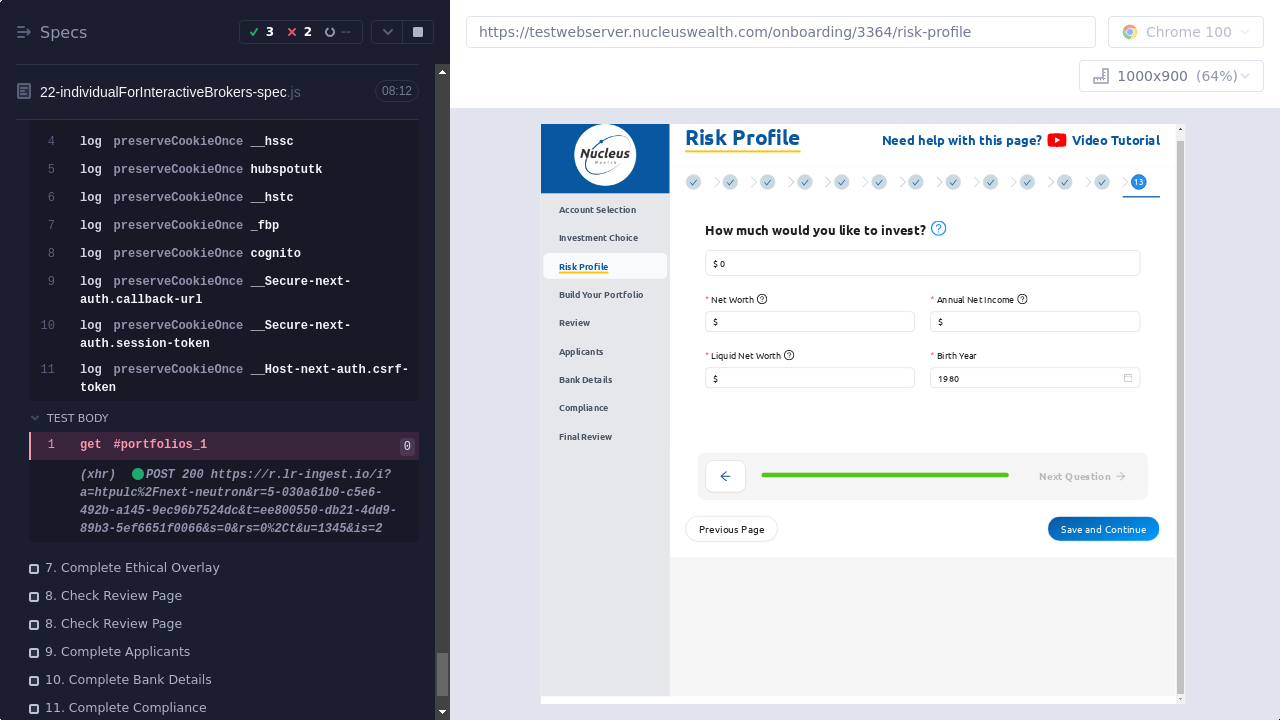 Specs
3
2
--
22-individualForInteractiveBrokers-spec.js
08:12
4 log preserveCookieOnce __hssc
5 log preserveCookieOnce hubspotutk
6 log preserveCookieOnce __hstc
7 log preserveCookieOnce _fbp
8 log preserveCookieOnce cognito
9 log preserveCookieOnce __Secure-next-
auth.callback-url
10 log preserveCookieOnce __Secure-next-
auth.session-token
11 log preserveCookieOnce __Host-next-auth.csrf-
token
TEST BODY
1 get #portfolios_1 0
(xhr) POST 200 https://r.lr-ingest.io/i?
a=htpulc%2Fnext-neutron&r=5-030a61b0-c5e6-
492b-a145-9ec96b7524dc&t=ee800550-db21-4dd9-
89b3-5ef6651f0066&s=0&rs=0%2Ct&u=1345&is=2
7. Complete Ethical Overlay
8. Check Review Page
8. Check Review Page
9. Complete Applicants
10. Complete Bank Details
11. Complete Compliance
https://testwebserver.nucleuswealth.com/onboarding/3364/risk-profile
Chrome 100
1000x900 (64%)
Nucleus
Wealth
Account Selection
Investment Choice
Risk Profile
Build Your Portfolio
Review
Applicants
Bank Details
Compliance
Final Review
Risk Profile
Need help with this page? Video Tutorial
13
How much would you like to invest?
$ 0
* Net Worth
* Annual Net Income
$
$
* Liquid Net Worth
* Birth Year
$
1980
Next Question
Previous Page
Save and Continue